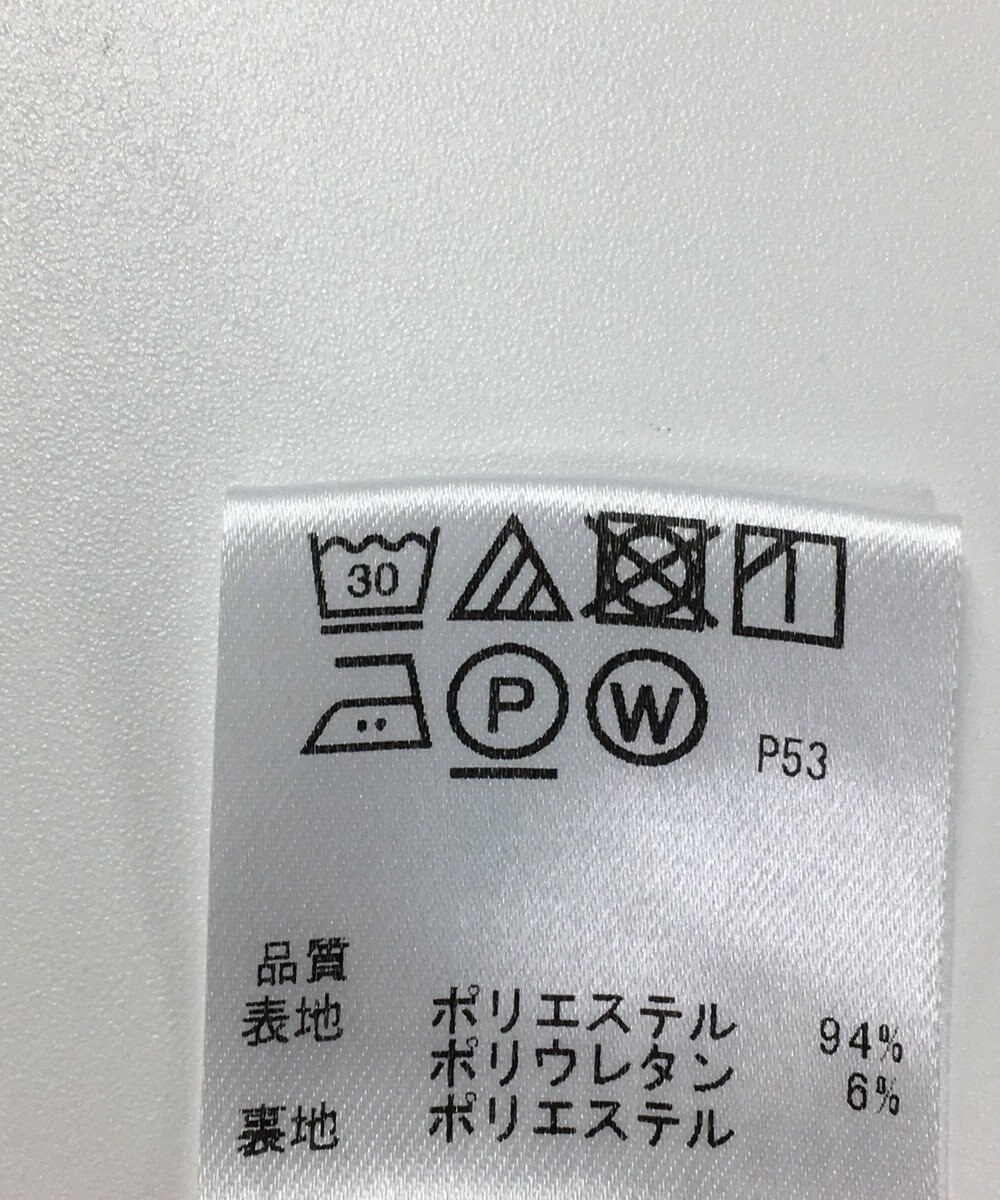 30
P W P53
品質
表地 ポリエステル 94%
ポリウレタン 6%
裏地 ポリエステル